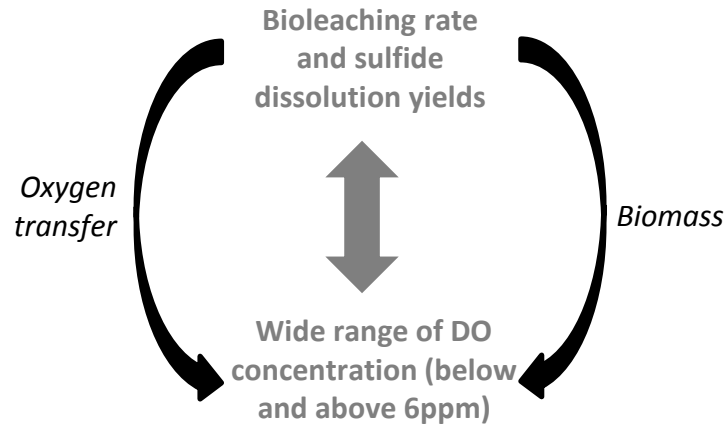 Bioleaching rate
and sulfide
dissolution yields
Oxygen
transfer
Biomass
Wide range of DO
concentration (below
and above 6ppm)